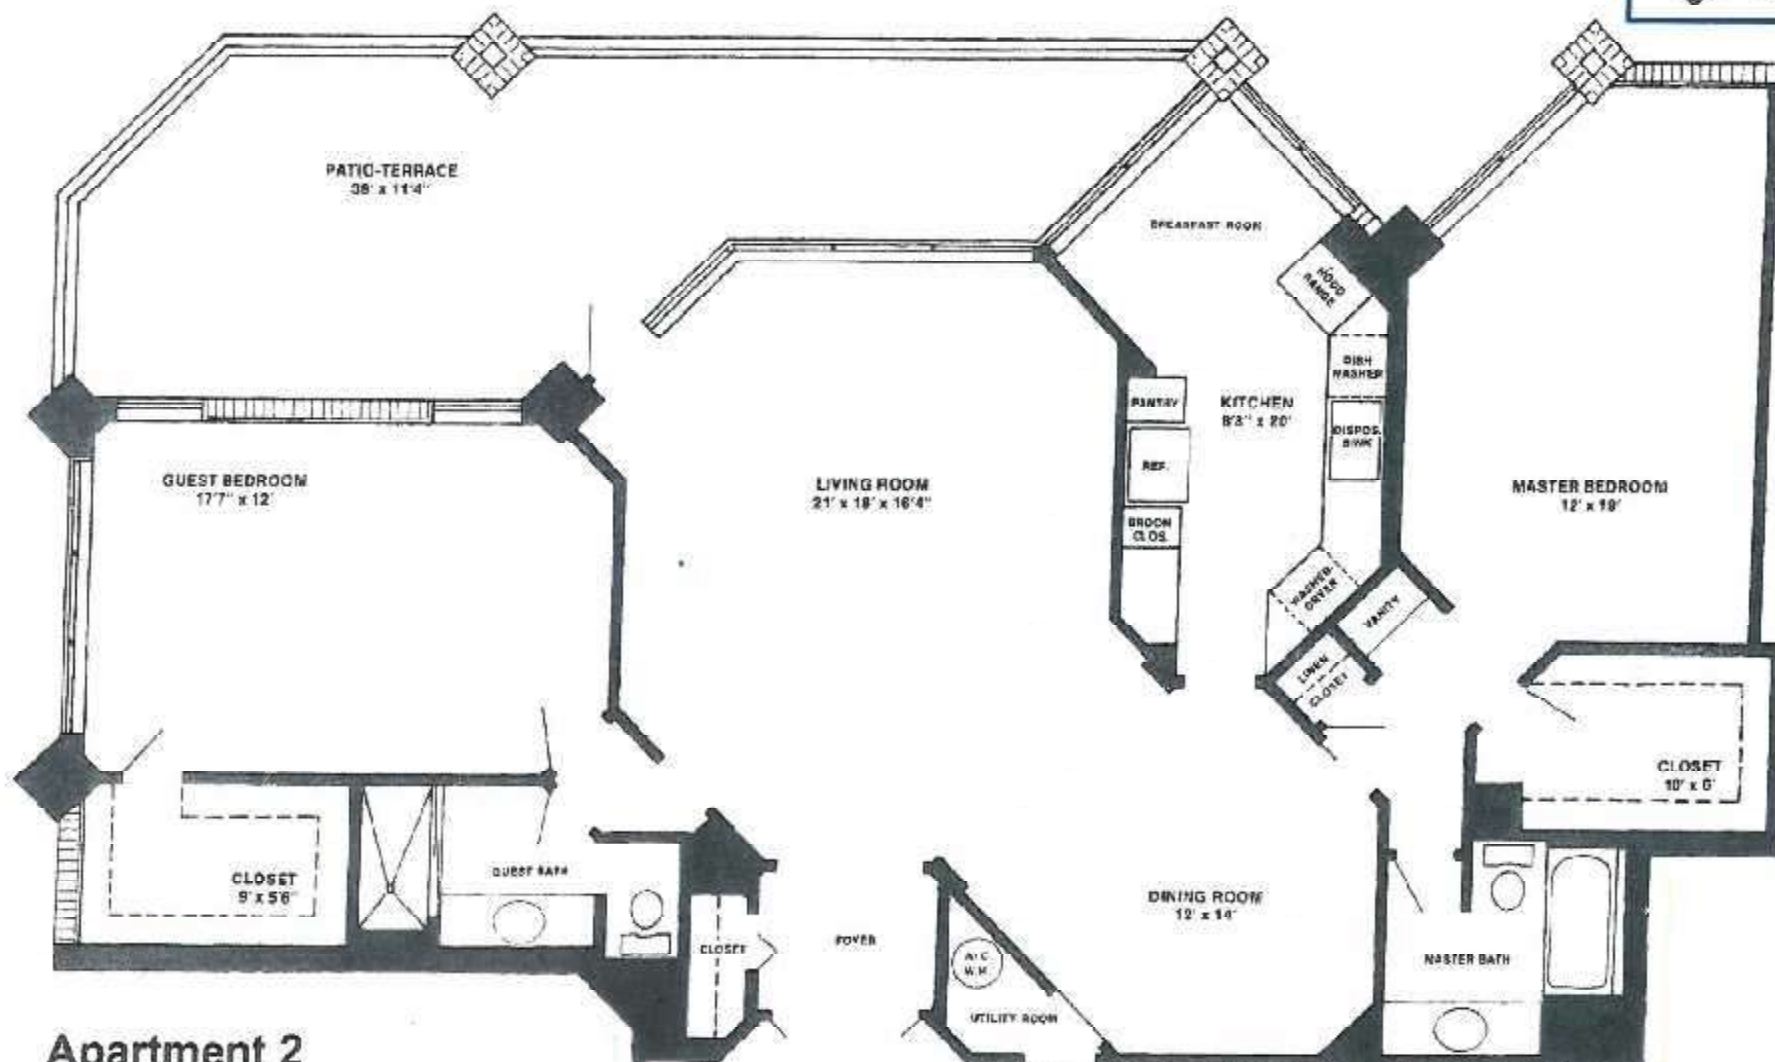 PATIO-TERRACE
38' x 11'4"
BREAKFAST ROOM
HOOD
RANGE
DISH
WASHER
PANTRY
KITCHEN
8'3" x 20'
DISPOS.
SINK
REF.
GUEST BEDROOM
17'7" x 12'
LIVING ROOM
21' x 18' x 16'4"
MASTER BEDROOM
12' x 19'
BROOM
CLOS.
WASHER-
DRYER
VANITY
LINEN
CLOSET
CLOSET
10' x 6'
CLOSET
9' x 5'6"
GUEST BATH
DINING ROOM
12' x 14'
CLOSET
FOYER
A/C
W.H.
MASTER BATH
UTILITY ROOM
Apartment 2